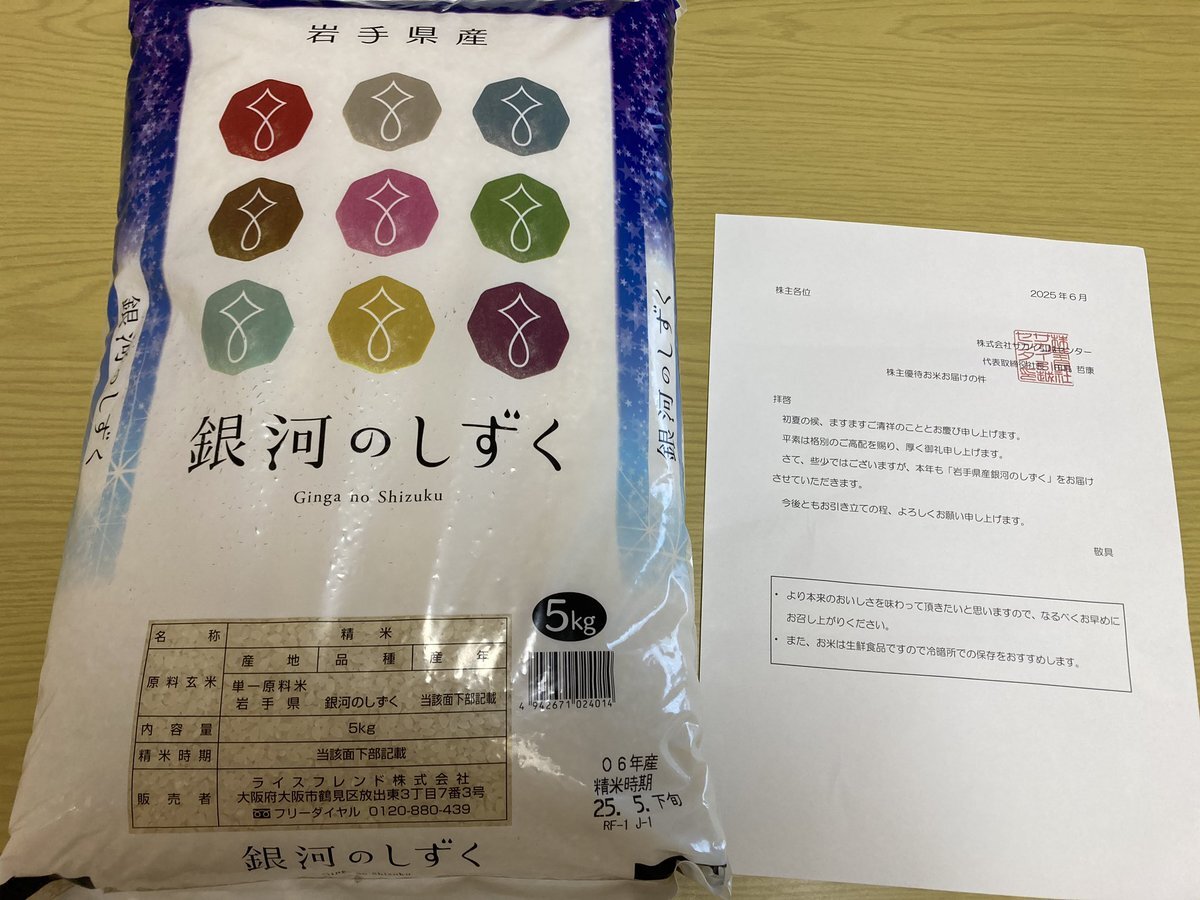 岩手県産
銀河のしずく
Ginga no Shizuku
銀河のしずく
銀河のしずく
5kg
名称 精米
産地 品種 産年
原料玄米 単一原料米
岩手県 銀河のしずく 当該面下部記載
内容量 5kg
精米時期 当該面下部記載
販売者 ライスフレンド株式会社
大阪府大阪市鶴見区放出東3丁目7番3号
フリーダイヤル 0120-880-439
4 942671 024014
06年産
精米時期
25. 5. 下旬
RF-1 J-1
銀河のしずく
株主各位
2025年6月
株式会社サカイ引越センター
代表取締役社長 哲康
株主優待お米お届けの件
拝啓
初夏の候、ますますご清祥のこととお慶び申し上げます。
平素は格別のご高配を賜り、厚く御礼申し上げます。
さて、些少ではございますが、本年も「岩手県産銀河のしずく」をお届け
させていただきます。
今後ともお引き立ての程、よろしくお願い申し上げます。
敬具
・ より本来のおいしさを味わって頂きたいと思いますので、なるべくお早めに
お召し上がりください。
・ また、お米は生鮮食品ですので冷暗所での保存をおすすめします。